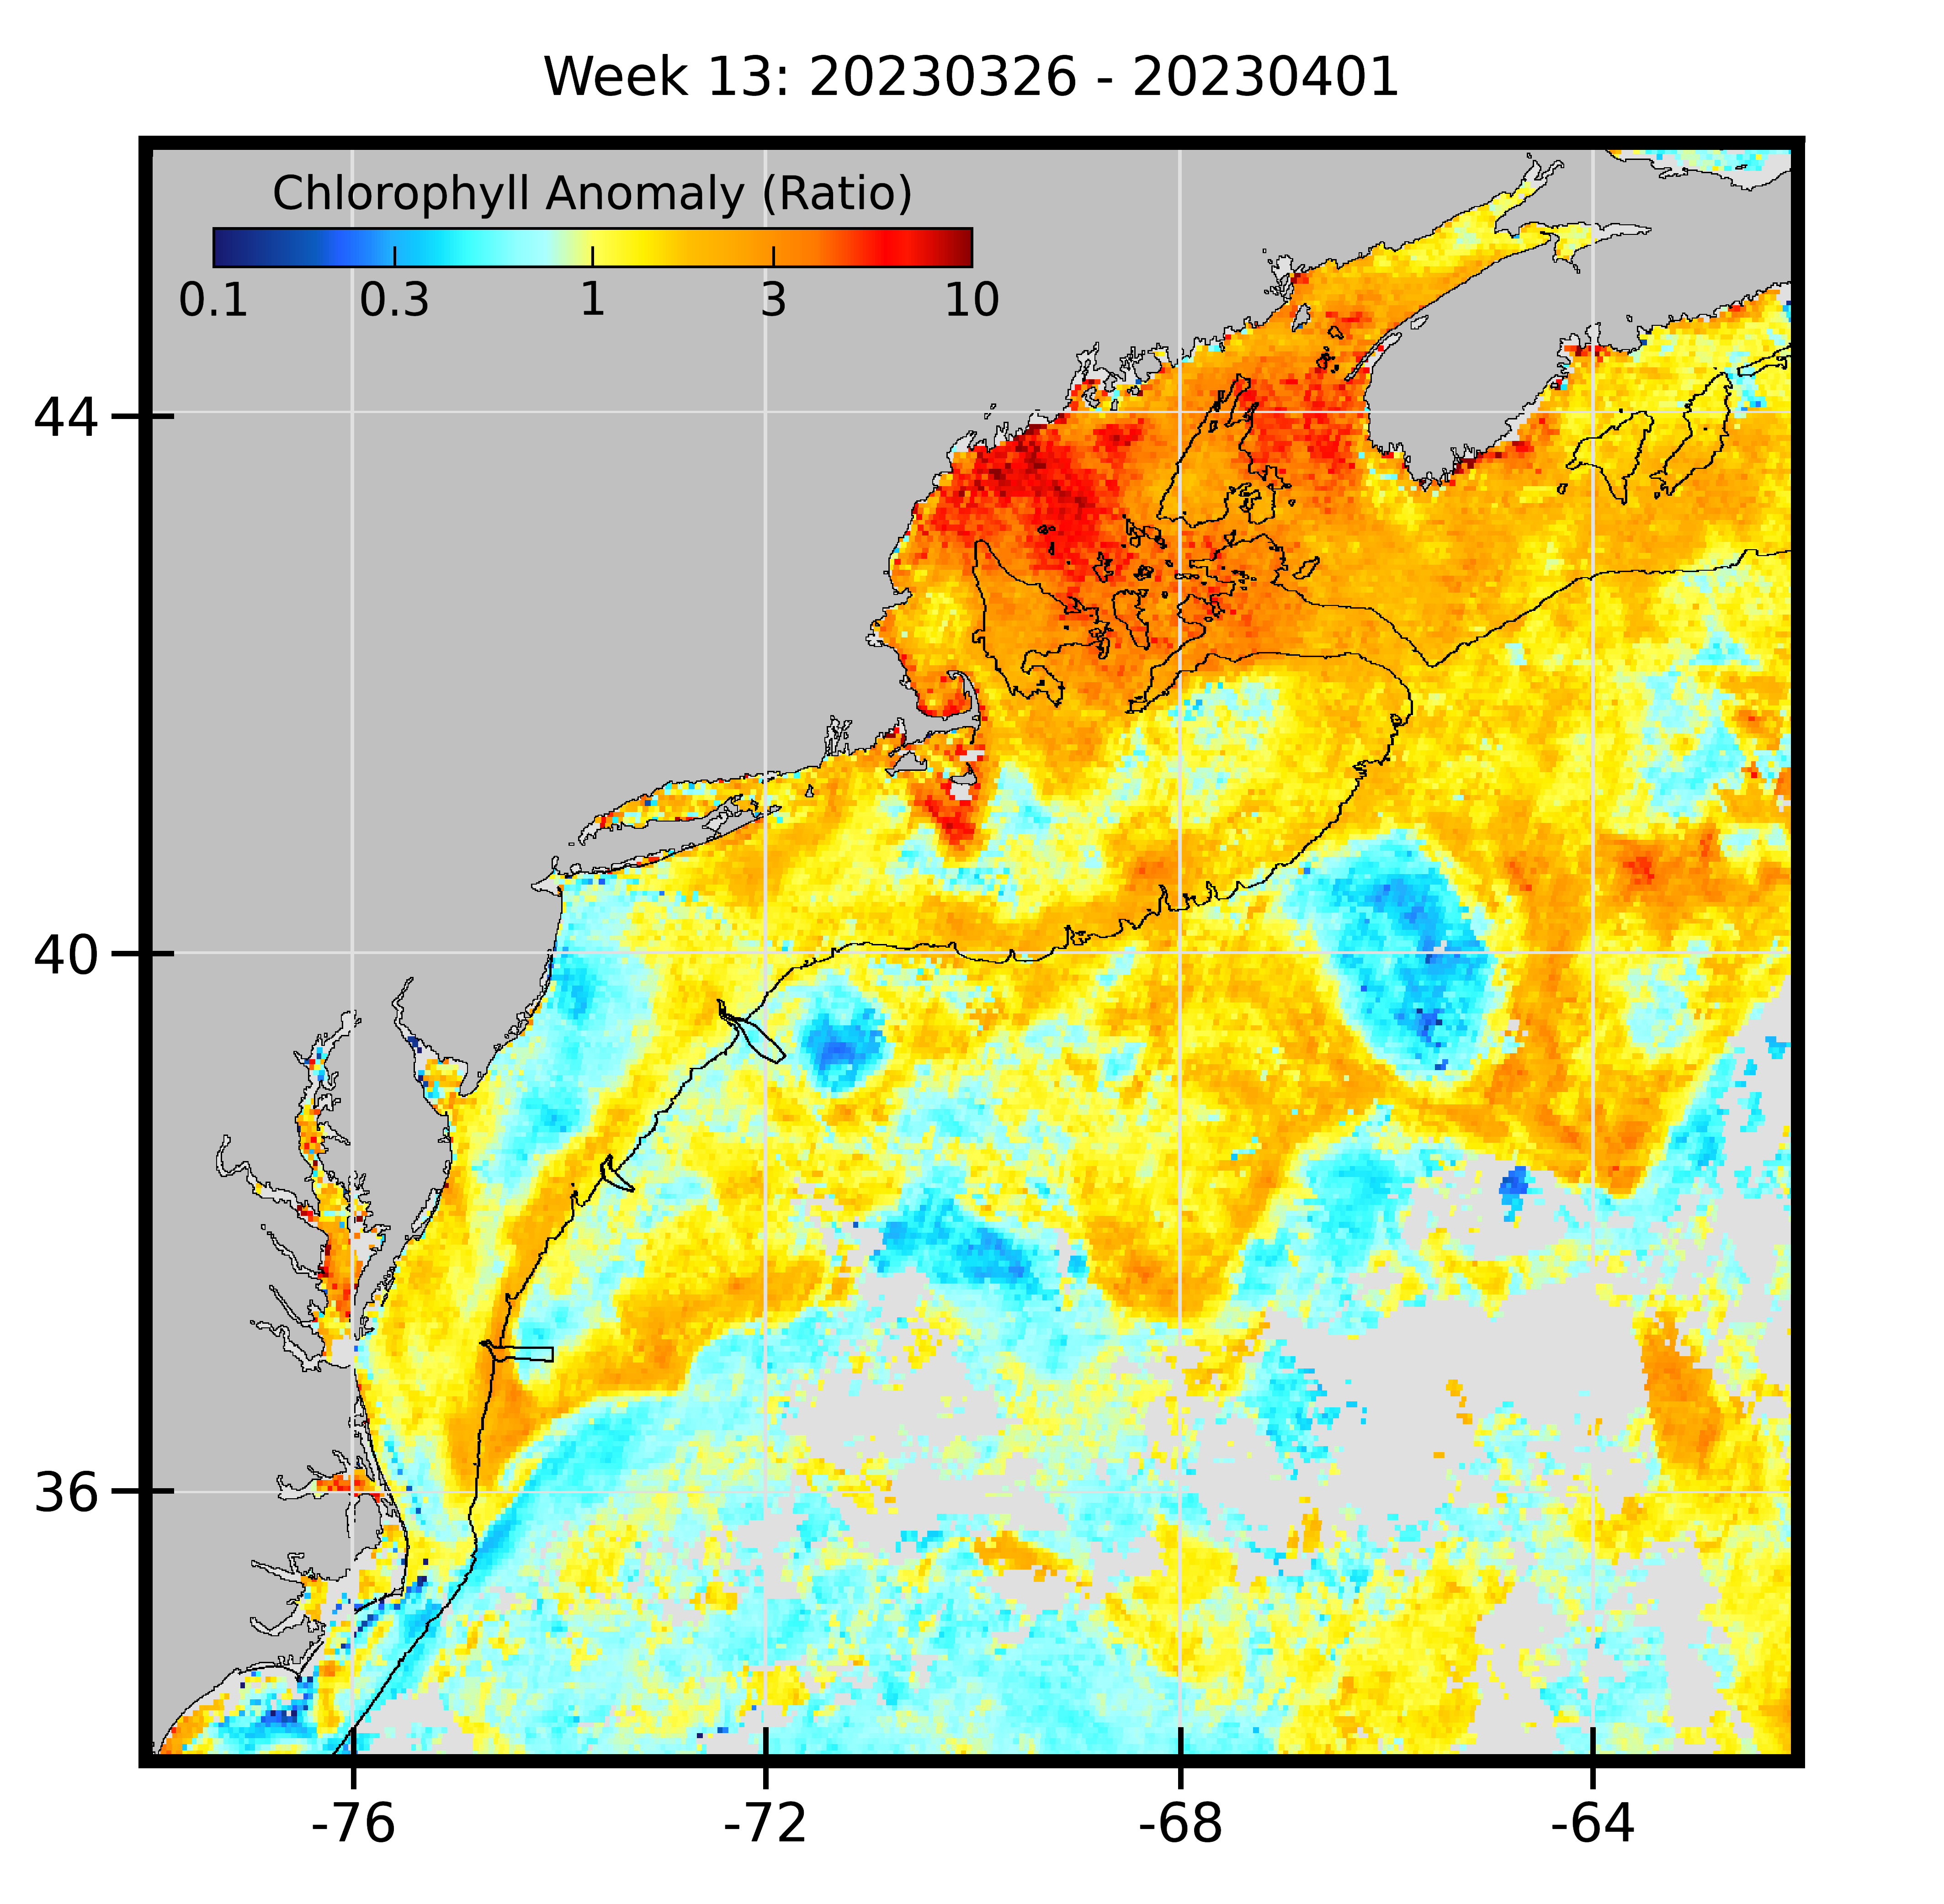 Week 13: 20230326 - 20230401
Chlorophyll Anomaly (Ratio)
0.1 0.3 1 3 10
44
40
36
-76 -72 -68 -64